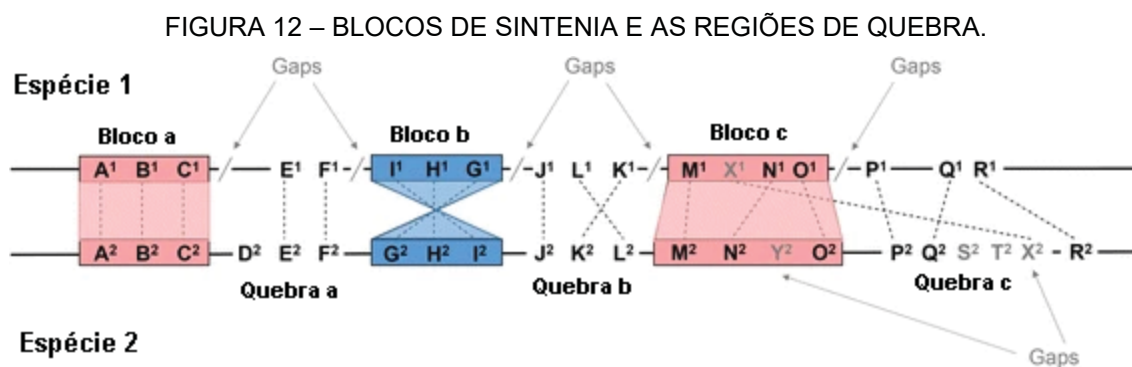 FIGURA 12 – BLOCOS DE SINTENIA E AS REGIÕES DE QUEBRA.
Gaps Gaps Gaps
Espécie 1
Bloco a Bloco b Bloco c
A¹ B¹ C¹ E¹ F¹ I¹ H¹ G¹ J¹ L¹ K¹ M¹ X¹ N¹ O¹ P¹ Q¹ R¹
A² B² C² D² E² F² G² H² I² J² K² L² M² N² Y² O² P² Q² S² T² X² R²
Quebra a Quebra b Quebra c
Espécie 2
Gaps